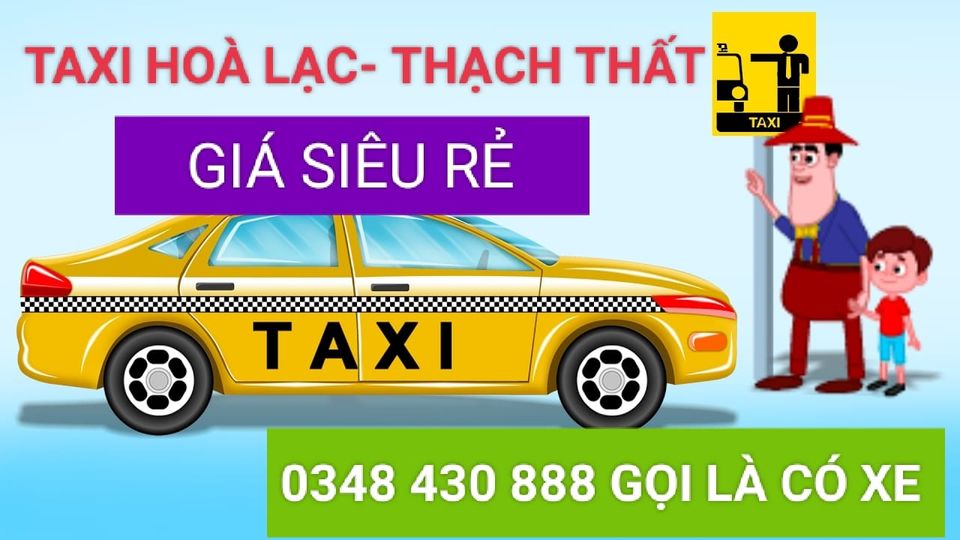 TAXI HOÀ LẠC- THẠCH THẤT
TAXI
GIÁ SIÊU RẺ
TAXI
0348 430 888 GỌI LÀ CÓ XE